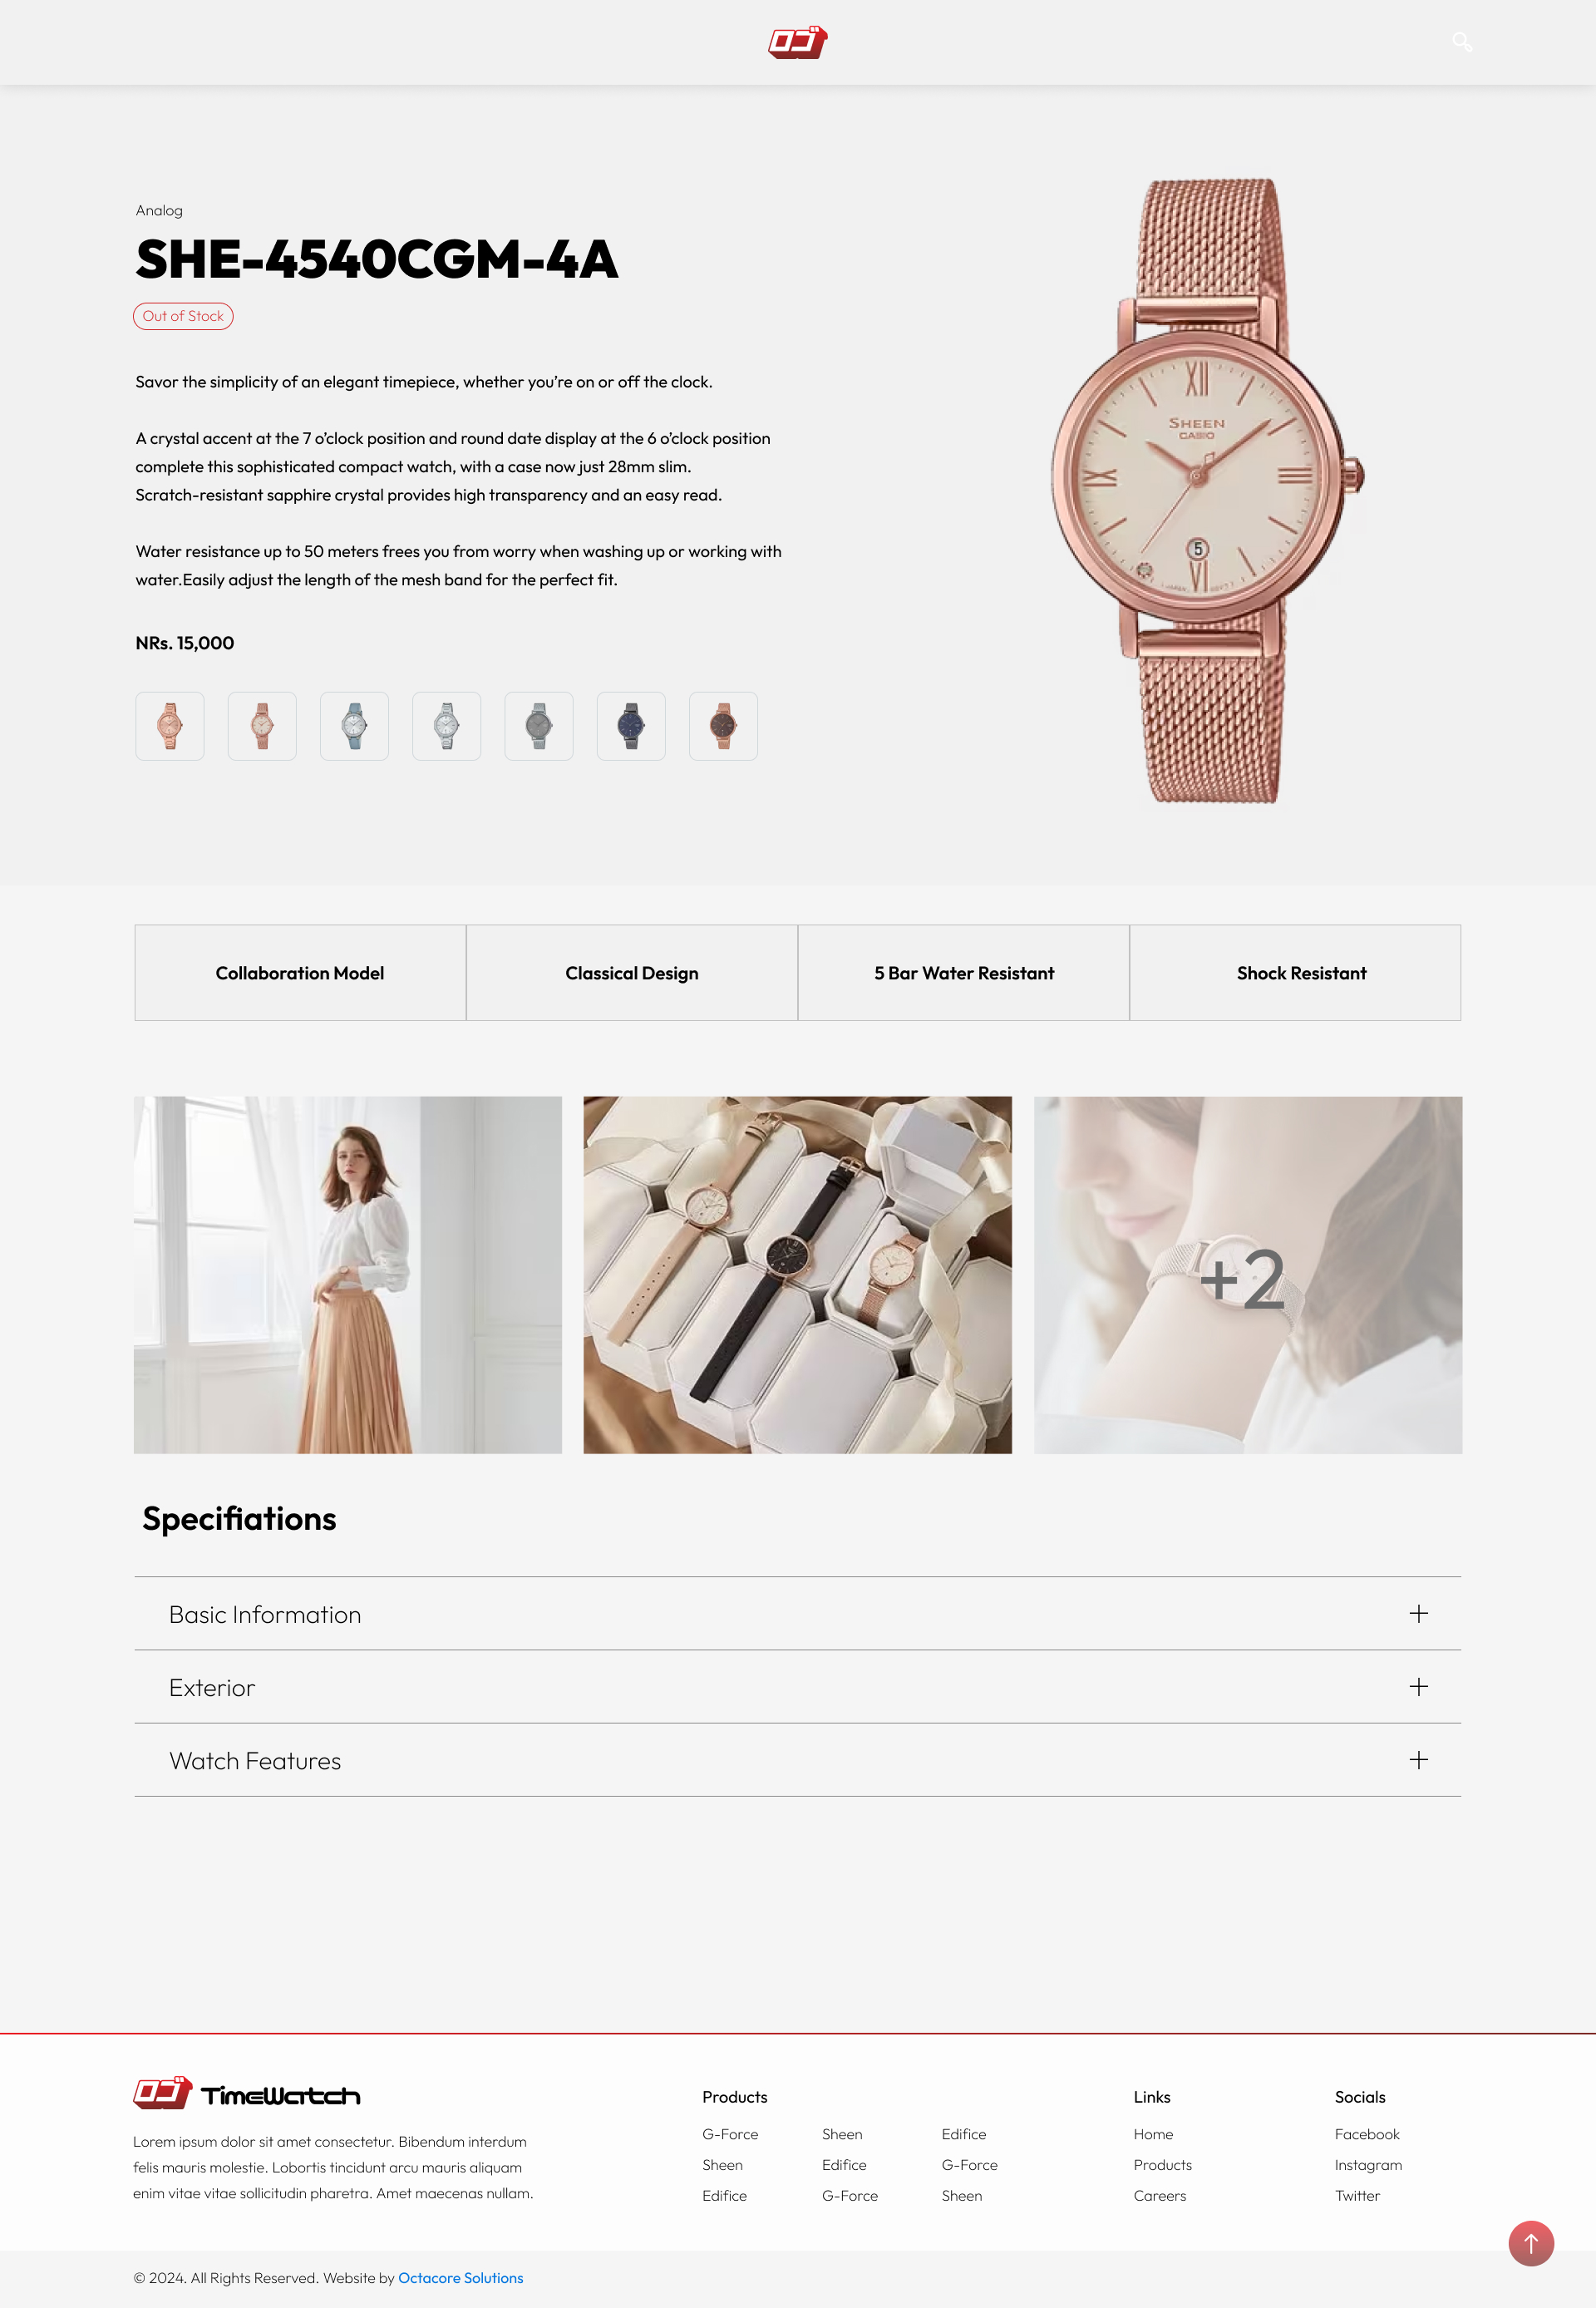 Analog
SHE-4540CGM-4A
Out of Stock
Savor the simplicity of an elegant timepiece, whether you’re on or off the clock.
A crystal accent at the 7 o’clock position and round date display at the 6 o’clock position
complete this sophisticated compact watch, with a case now just 28mm slim.
Scratch-resistant sapphire crystal provides high transparency and an easy read.
Water resistance up to 50 meters frees you from worry when washing up or working with
water.Easily adjust the length of the mesh band for the perfect fit.
NRs. 15,000
XII
SHEEN
CASIO
5
VI
Collaboration Model
Classical Design
5 Bar Water Resistant
Shock Resistant
+2
Specifiations
Basic Information
Exterior
Watch Features
TimeWatch
Lorem ipsum dolor sit amet consectetur. Bibendum interdum
felis mauris molestie. Lobortis tincidunt arcu mauris aliquam
enim vitae vitae sollicitudin pharetra. Amet maecenas nullam.
Products
G-Force
Sheen
Edifice
Sheen
Edifice
G-Force
Edifice
G-Force
Sheen
Links
Home
Products
Careers
Socials
Facebook
Instagram
Twitter
© 2024. All Rights Reserved. Website by Octacore Solutions